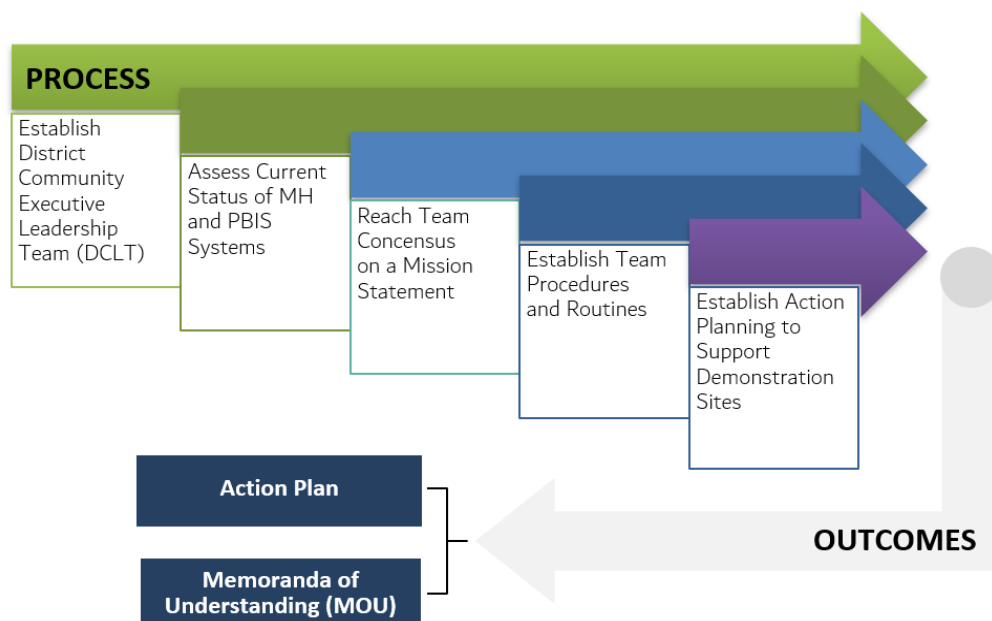 PROCESS
Establish
District
Community
Executive
Leadership
Team (DCLT)
Assess Current
Status of MH
and PBIS
Systems
Reach Team
Concensus
on a Mission
Statement
Establish Team
Procedures
and Routines
Establish Action
Planning to
Support
Demonstration
Sites
Action Plan
Memoranda of
Understanding (MOU)
OUTCOMES